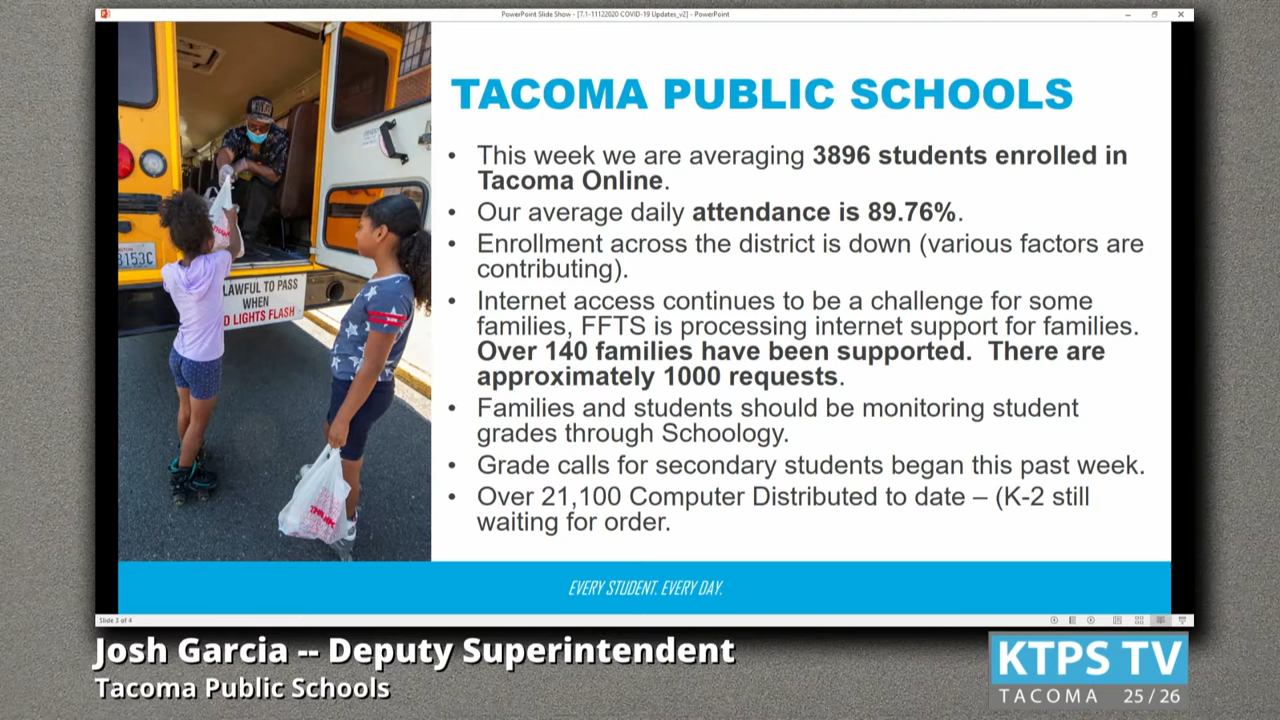 PowerPoint Slide Show - [7.1-11122020 COVID-19 Updates_v2] - PowerPoint
TACOMA PUBLIC SCHOOLS
• This week we are averaging 3896 students enrolled in
Tacoma Online.
• Our average daily attendance is 89.76%.
• Enrollment across the district is down (various factors are
contributing).
• Internet access continues to be a challenge for some
families, FFTS is processing internet support for families.
Over 140 families have been supported.  There are
approximately 1000 requests.
• Families and students should be monitoring student
grades through Schoology.
• Grade calls for secondary students began this past week.
• Over 21,100 Computer Distributed to date – (K-2 still
waiting for order.
3153C
LAWFUL TO PASS
WHEN
D LIGHTS FLASH
EVERY STUDENT. EVERY DAY.
Slide 3 of 4
Josh Garcia -- Deputy Superintendent
Tacoma Public Schools
KTPS TV
TACOMA 25/26